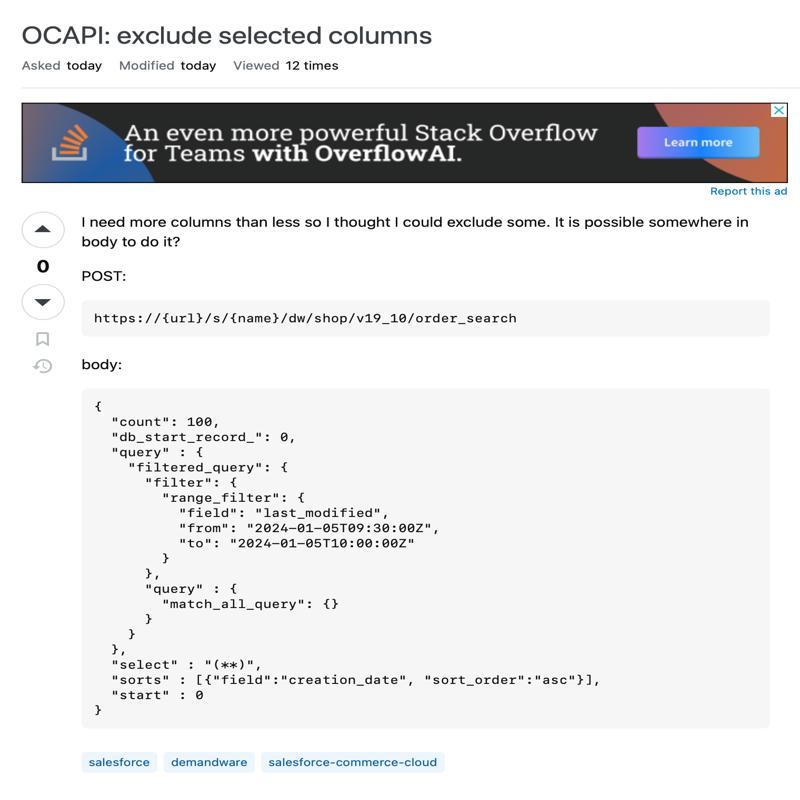 OCAPI: exclude selected columns
Asked today Modified today Viewed 12 times
An even more powerful Stack Overflow
for Teams with OverflowAI.
Learn more
Report this ad
I need more columns than less so I thought I could exclude some. It is possible somewhere in
body to do it?
0
POST:
https://{url}/s/{name}/dw/shop/v19_10/order_search
body:
{
  "count": 100,
  "db_start_record_": 0,
  "query" : {
    "filtered_query": {
      "filter": {
        "range_filter": {
          "field": "last_modified",
          "from": "2024-01-05T09:30:00Z",
          "to": "2024-01-05T10:00:00Z"
        }
      },
      "query" : {
        "match_all_query": {}
      }
    }
  },
  "select" : "(**)",
  "sorts" : [{"field":"creation_date", "sort_order":"asc"}],
  "start" : 0
}
salesforce demandware salesforce-commerce-cloud